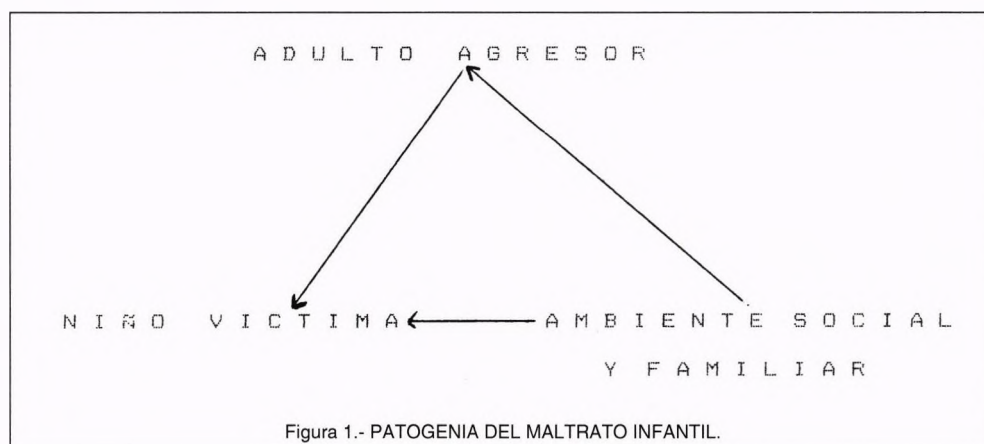 ADULTO AGRESOR
NIÑO VICTIMA AMBIENTE SOCIAL
Y FAMILIAR
Figura 1.- PATOGENIA DEL MALTRATO INFANTIL.